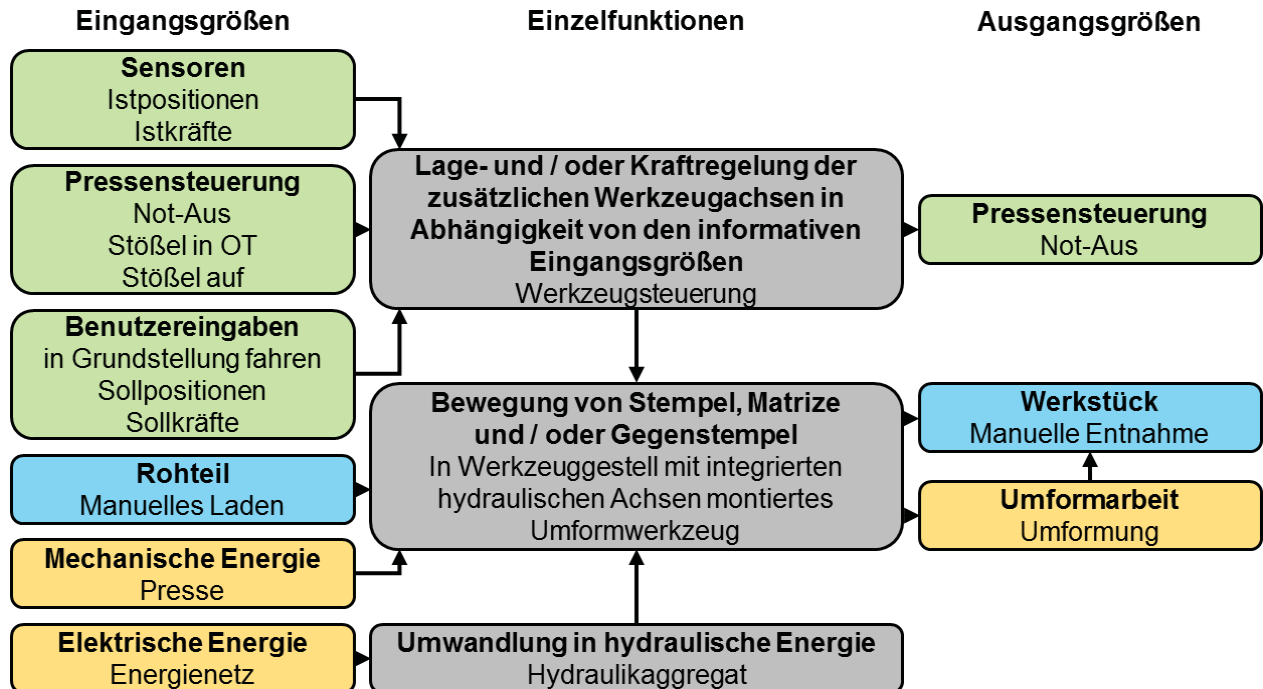 Eingangsgrößen
Einzelfunktionen
Ausgangsgrößen
Sensoren
Istpositionen
Istkräfte
Pressensteuerung
Not-Aus
Stößel in OT
Stößel auf
Benutzereingaben
in Grundstellung fahren
Sollpositionen
Sollkräfte
Rohteil
Manuelles Laden
Mechanische Energie
Presse
Elektrische Energie
Energienetz
Lage- und / oder Kraftregelung der
zusätzlichen Werkzeugachsen in
Abhängigkeit von den informativen
Eingangsgrößen
Werkzeugsteuerung
Bewegung von Stempel, Matrize
und / oder Gegenstempel
In Werkzeuggestell mit integrierten
hydraulischen Achsen montiertes
Umformwerkzeug
Umwandlung in hydraulische Energie
Hydraulikaggregat
Pressensteuerung
Not-Aus
Werkstück
Manuelle Entnahme
Umformarbeit
Umformung